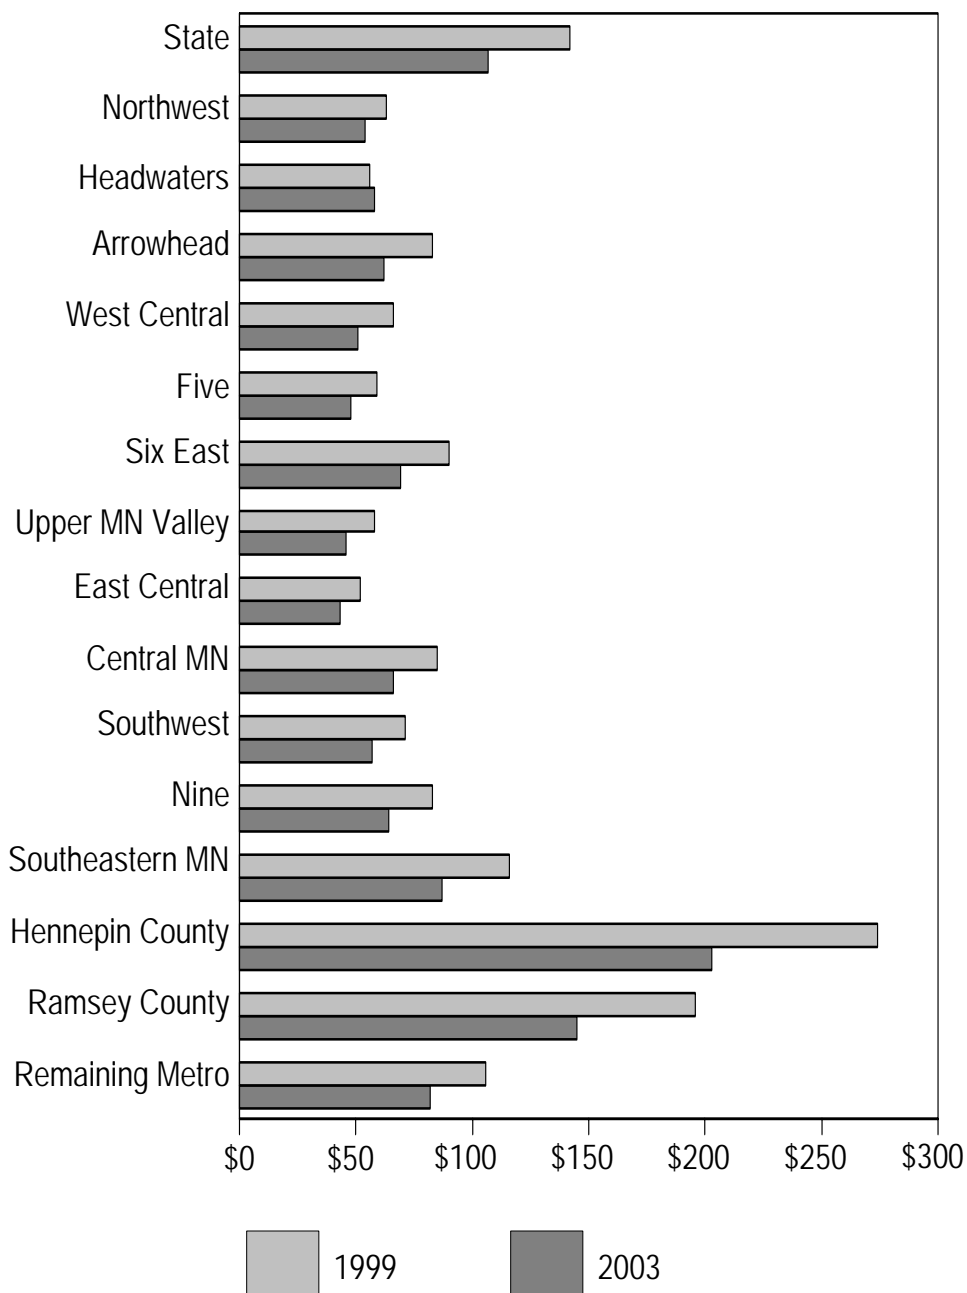 State
Northwest
Headwaters
Arrowhead
West Central
Five
Six East
Upper MN Valley
East Central
Central MN
Southwest
Nine
Southeastern MN
Hennepin County
Ramsey County
Remaining Metro
$0 $50 $100 $150 $200 $250 $300
1999 2003